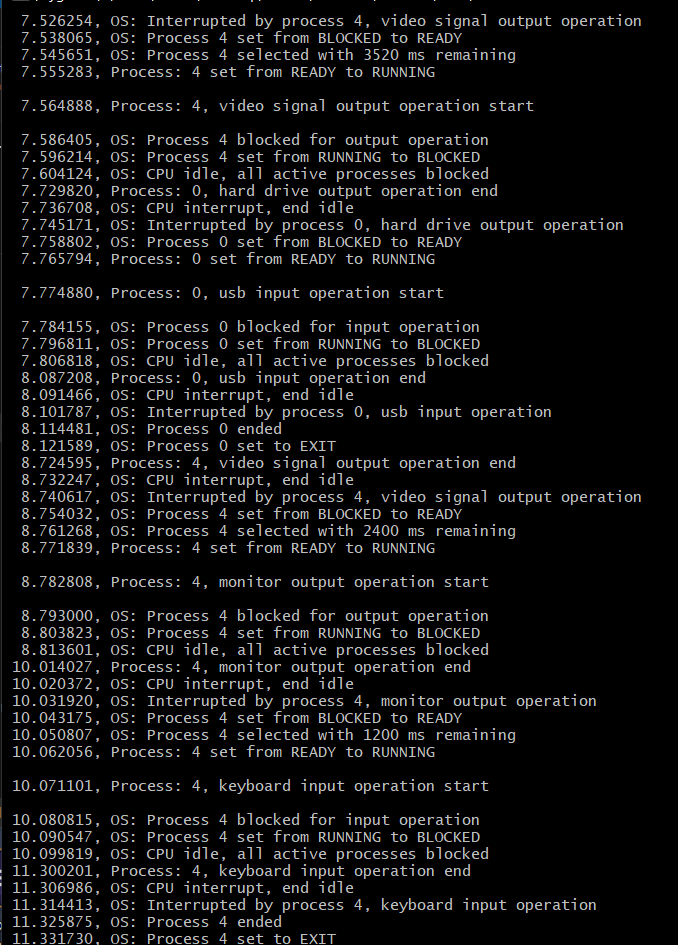 7.526254, OS: Interrupted by process 4, video signal output operation
7.538065, OS: Process 4 set from BLOCKED to READY
7.545651, OS: Process 4 selected with 3520 ms remaining
7.555283, Process: 4 set from READY to RUNNING
7.564888, Process: 4, video signal output operation start
7.586405, OS: Process 4 blocked for output operation
7.596214, OS: Process 4 set from RUNNING to BLOCKED
7.604124, OS: CPU idle, all active processes blocked
7.729820, Process: 0, hard drive output operation end
7.736708, OS: CPU interrupt, end idle
7.745171, OS: Interrupted by process 0, hard drive output operation
7.758802, OS: Process 0 set from BLOCKED to READY
7.765794, Process: 0 set from READY to RUNNING
7.774880, Process: 0, usb input operation start
7.784155, OS: Process 0 blocked for input operation
7.796811, OS: Process 0 set from RUNNING to BLOCKED
7.806818, OS: CPU idle, all active processes blocked
8.087208, Process: 0, usb input operation end
8.091466, OS: CPU interrupt, end idle
8.101787, OS: Interrupted by process 0, usb input operation
8.114481, OS: Process 0 ended
8.121589, OS: Process 0 set to EXIT
8.724595, Process: 4, video signal output operation end
8.732247, OS: CPU interrupt, end idle
8.740617, OS: Interrupted by process 4, video signal output operation
8.754032, OS: Process 4 set from BLOCKED to READY
8.761268, OS: Process 4 selected with 2400 ms remaining
8.771839, Process: 4 set from READY to RUNNING
8.782808, Process: 4, monitor output operation start
8.793000, OS: Process 4 blocked for output operation
8.803823, OS: Process 4 set from RUNNING to BLOCKED
8.813601, OS: CPU idle, all active processes blocked
10.014027, Process: 4, monitor output operation end
10.020372, OS: CPU interrupt, end idle
10.031920, OS: Interrupted by process 4, monitor output operation
10.043175, OS: Process 4 set from BLOCKED to READY
10.050807, OS: Process 4 selected with 1200 ms remaining
10.062056, Process: 4 set from READY to RUNNING
10.071101, Process: 4, keyboard input operation start
10.080815, OS: Process 4 blocked for input operation
10.090547, OS: Process 4 set from RUNNING to BLOCKED
10.099819, OS: CPU idle, all active processes blocked
11.300201, Process: 4, keyboard input operation end
11.306986, OS: CPU interrupt, end idle
11.314413, OS: Interrupted by process 4, keyboard input operation
11.325875, OS: Process 4 ended
11.331730, OS: Process 4 set to EXIT